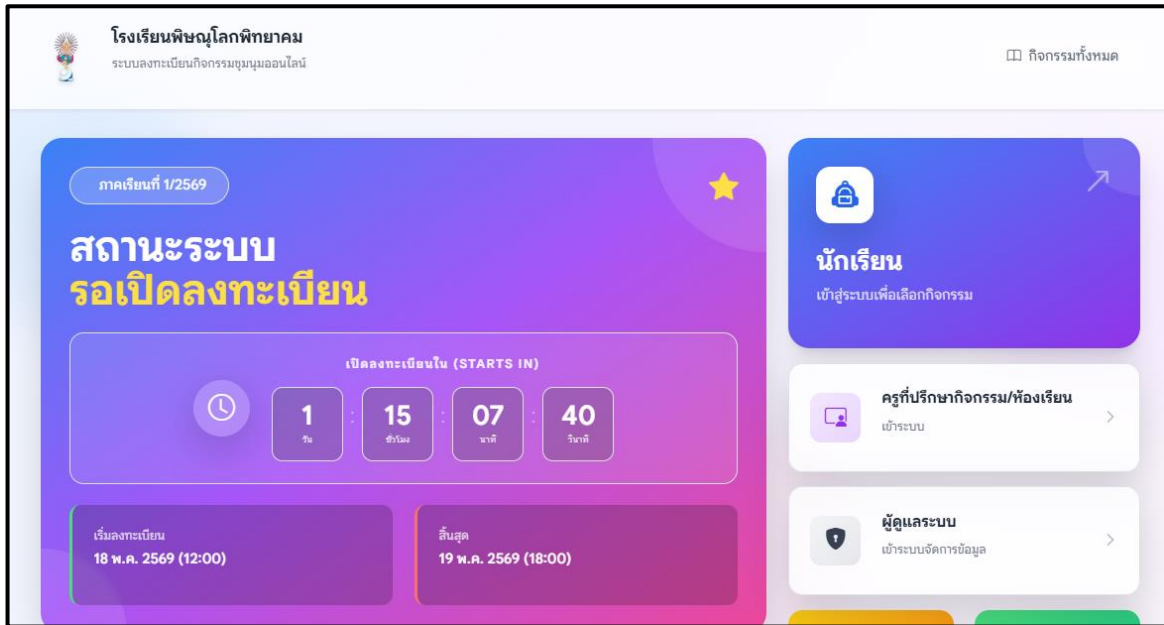 โรงเรียนพิษณุโลกพิทยาคม
ระบบลงทะเบียนกิจกรรมชุมนุมออนไลน์
กิจกรรมทั้งหมด
ภาคเรียนที่ 1/2569
สถานะระบบ
รอเปิดลงทะเบียน
เปิดลงทะเบียนใน (STARTS IN)
1 : 15 : 07 : 40
วัน ชั่วโมง นาที วินาที
เริ่มลงทะเบียน
18 พ.ค. 2569 (12:00)
สิ้นสุด
19 พ.ค. 2569 (18:00)
นักเรียน
เข้าสู่ระบบเพื่อเลือกกิจกรรม
ครูที่ปรึกษากิจกรรม/ห้องเรียน
เข้าระบบ
ผู้ดูแลระบบ
เข้าระบบจัดการข้อมูล